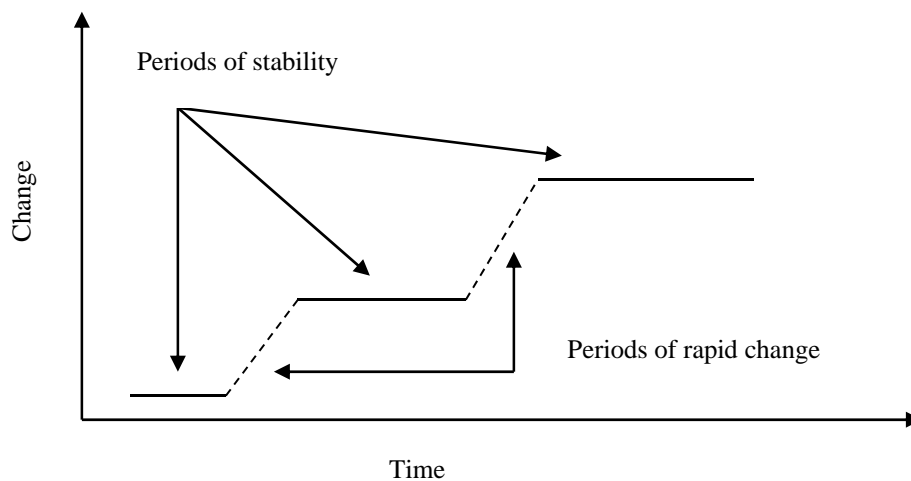 Periods of stability
Change
Periods of rapid change
Time